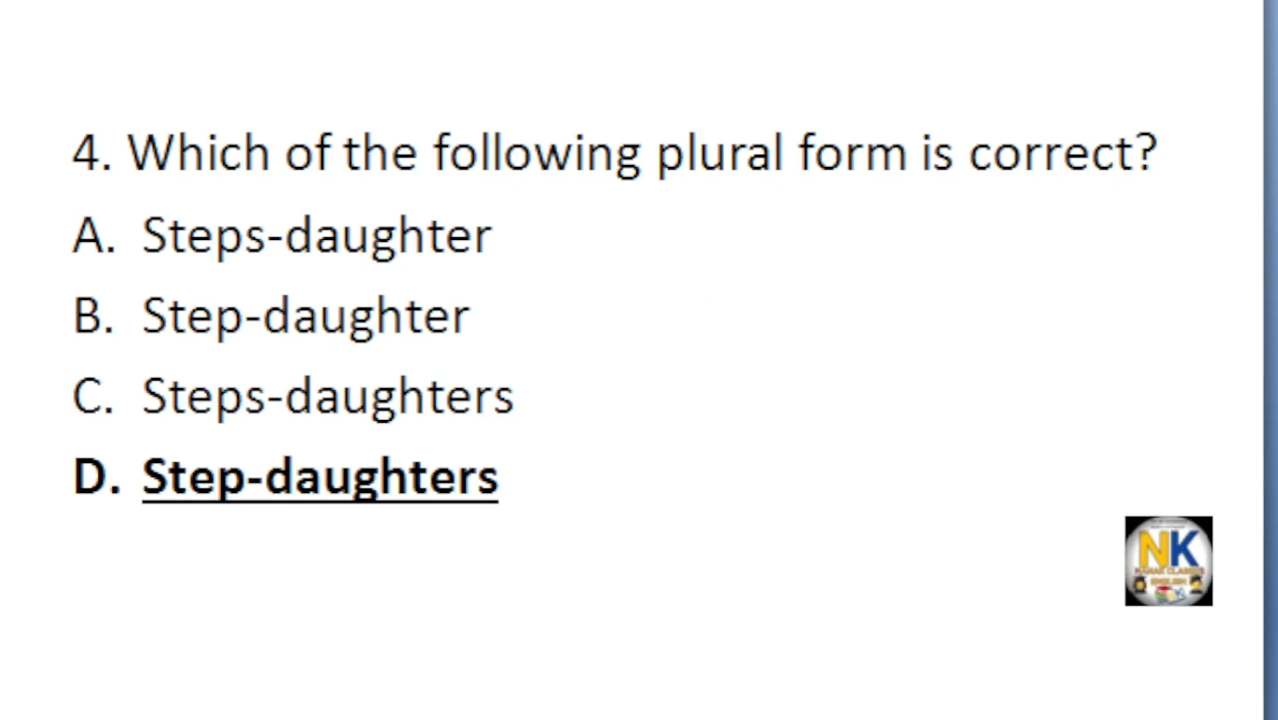 4. Which of the following plural form is correct?
A. Steps-daughter
B. Step-daughter
C. Steps-daughters
D. Step-daughters
NK